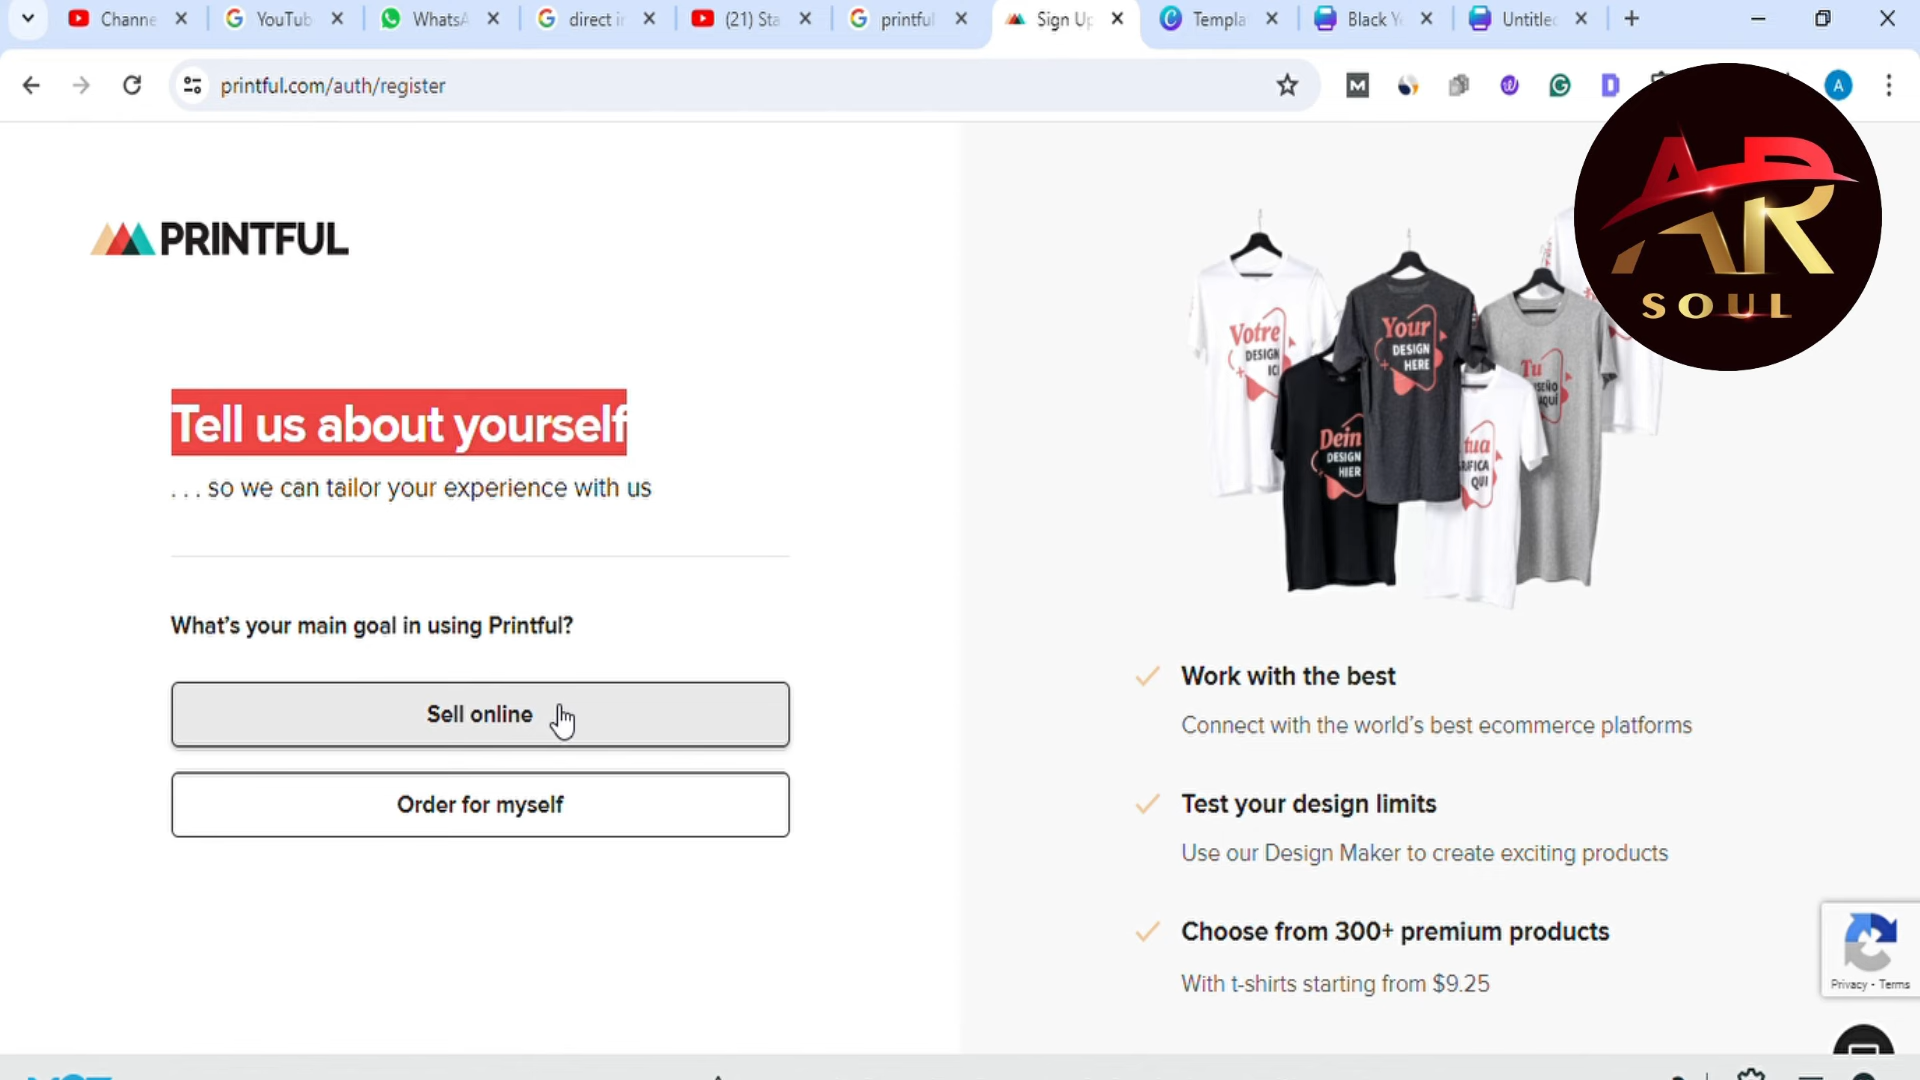 Channe
YouTub
WhatsA
direct in
(21) Sta
printful
Sign Up
Templa
Black Y
Untitled
printful.com/auth/register
M
A
AR
SOUL
PRINTFUL
Tell us about yourself
. . . so we can tailor your experience with us
What's your main goal in using Printful?
Sell online
Order for myself
Votre
DESIGN
ICI
Your
DESIGN
HERE
Tu
Dein
DESIGN
HIER
tua
QUI
Work with the best
Connect with the world's best ecommerce platforms
Test your design limits
Use our Design Maker to create exciting products
Choose from 300+ premium products
With t-shirts starting from $9.25
Privacy - Terms